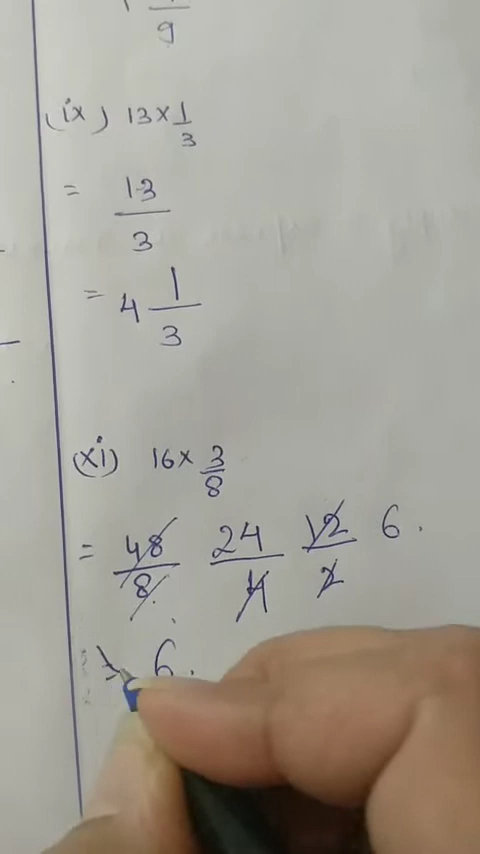 9
(ix) 13 × 1/3
= 13/3
= 4 1/3
(xi) 16 × 3/8
= 48/8 24/4 12/2 6.
= 6.